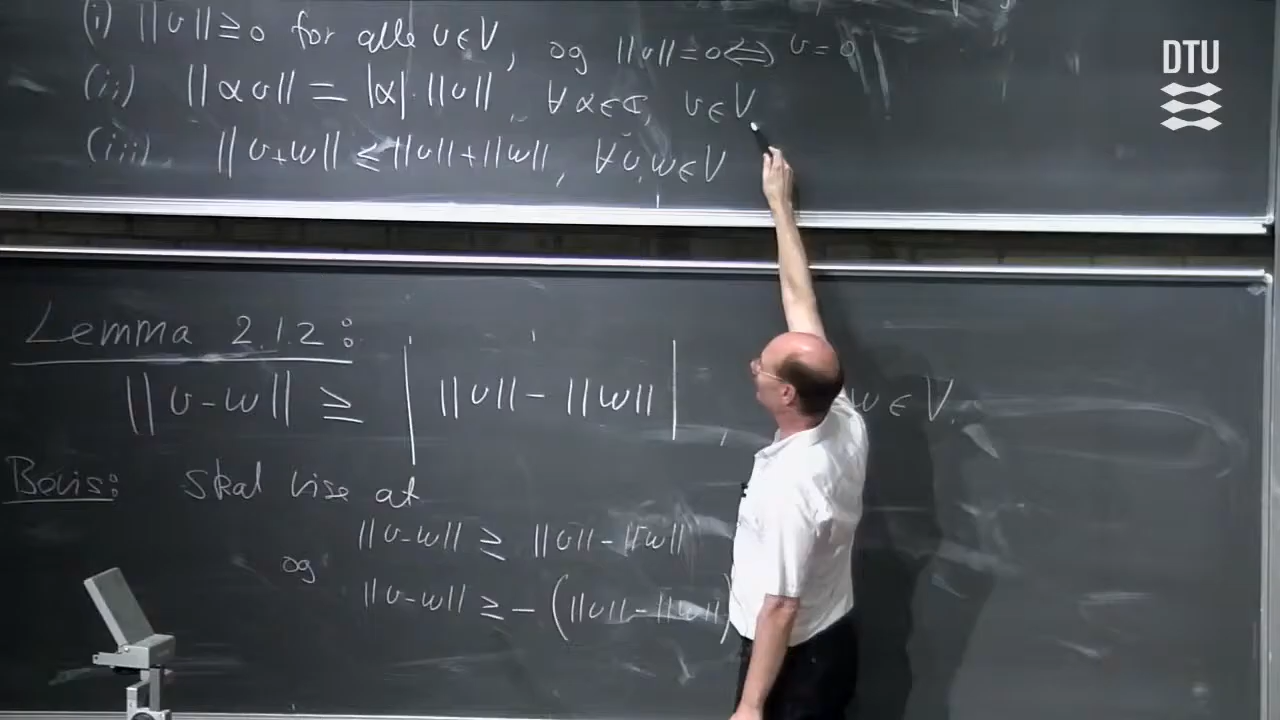 (i) ||v|| ≥ 0 for alle v∈V, og ||v|| = 0 ⟺ v = 0
(ii) ||αv|| = |α|·||v||, ∀α∈ℂ, v∈V
(iii) ||v+w|| ≤ ||v||+||w||, ∀v,w∈V
DTU
Lemma 2.1.2:
||v-w|| ≥ | ||v|| - ||w|| |, w∈V.
Bevis: skal vise at
||v-w|| ≥ ||v|| - ||w||
og
||v-w|| ≥ -(||v|| - ||w||)